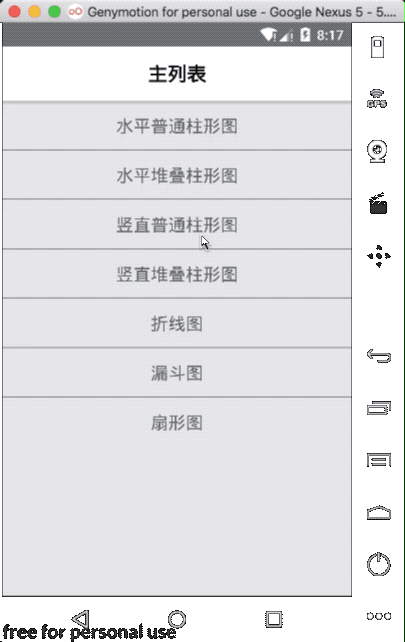 Genymotion for personal use - Google Nexus 5 - 5....
8:17
主列表
水平普通柱形图
GPS
水平堆叠柱形图
竖直普通柱形图
竖直堆叠柱形图
折线图
漏斗图
扇形图
free for personal use